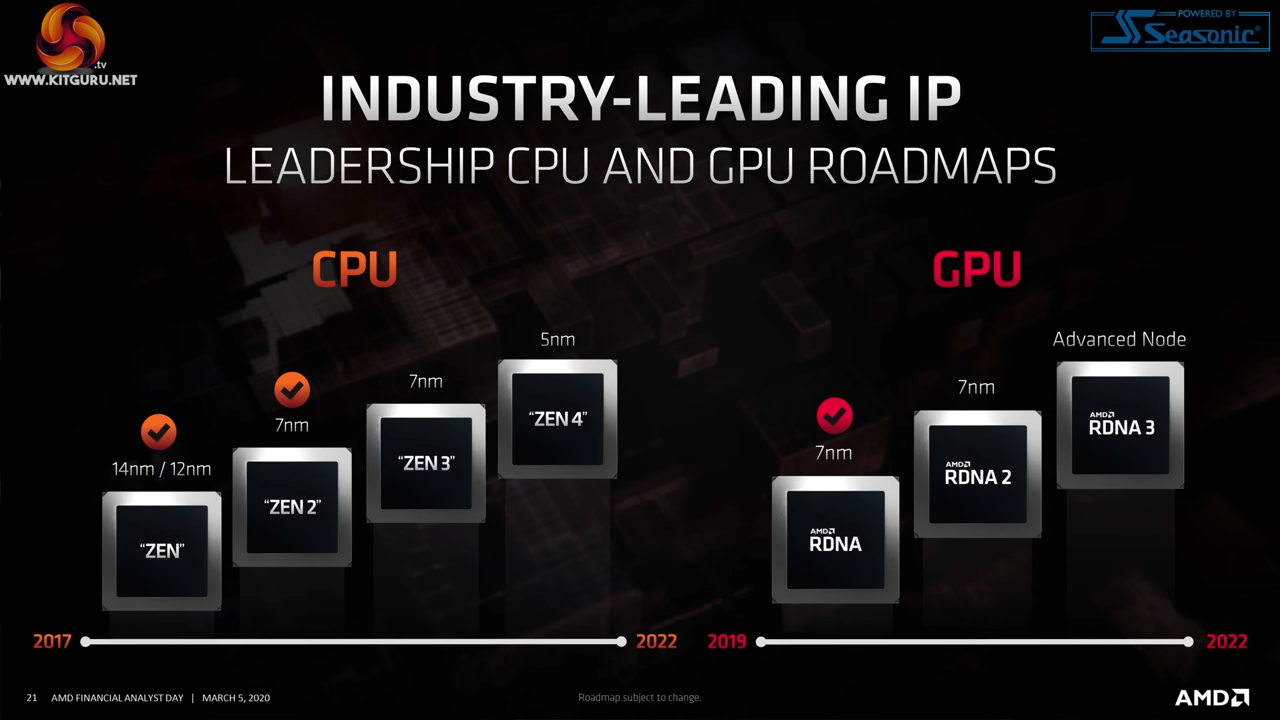 .tv
WWW.KITGURU.NET
POWERED BY
Seasonic®
INDUSTRY-LEADING IP
LEADERSHIP CPU AND GPU ROADMAPS
CPU
14nm / 12nm
“ZEN”
7nm
“ZEN 2”
7nm
“ZEN 3”
5nm
“ZEN 4”
2017
2022
GPU
7nm
AMD
RDNA
7nm
AMD
RDNA 2
Advanced Node
AMD
RDNA 3
2019
2022
21 AMD FINANCIAL ANALYST DAY | MARCH 5, 2020
Roadmap subject to change.
AMD